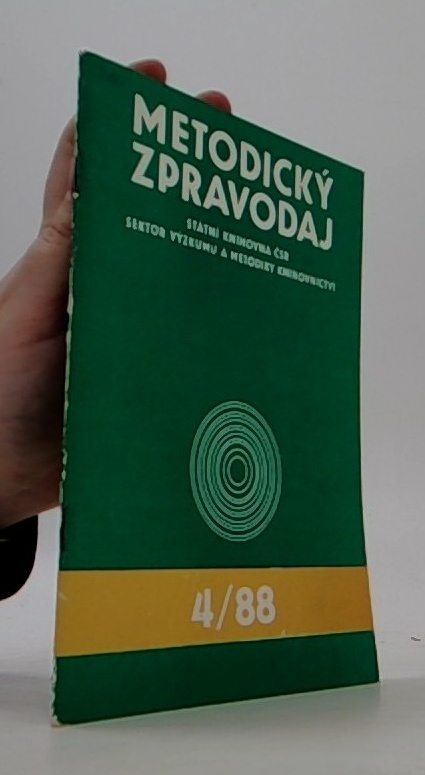 METODICKÝ
ZPRAVODAJ
STÁTNÍ KNIHOVNA ČSR
SEKTOR VÝZKUMU A METODIKY KNIHOVNICTVÍ
4/88